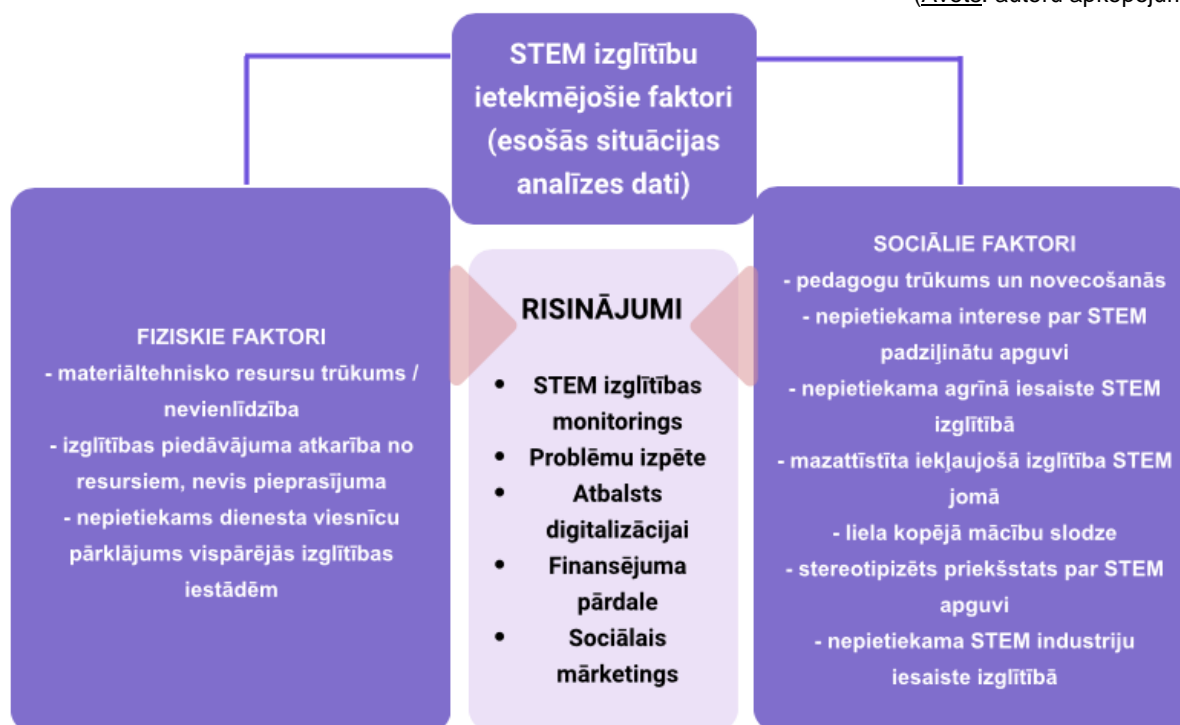 (Avots: autoru apkopojum
STEM izglītību
ietekmējošie faktori
(esošās situācijas
analīzes dati)
FIZISKIE FAKTORI
- materiāltehnisko resursu trūkums /
nevienlīdzība
- izglītības piedāvājuma atkarība no
resursiem, nevis pieprasījuma
- nepietiekams dienesta viesnīcu
pārklājums vispārējās izglītības
iestādēm
RISINĀJUMI
• STEM izglītības
monitorings
• Problēmu izpēte
• Atbalsts
digitalizācijai
• Finansējuma
pārdale
• Sociālais
mārketings
SOCIĀLIE FAKTORI
- pedagogu trūkums un novecošanās
- nepietiekama interese par STEM
padziļinātu apguvi
- nepietiekama agrīnā iesaiste STEM
izglītībā
- mazattīstīta iekļaujošā izglītība STEM
jomā
- liela kopējā mācību slodze
- stereotipizēts priekšstats par STEM
apguvi
- nepietiekama STEM industriju
iesaiste izglītībā